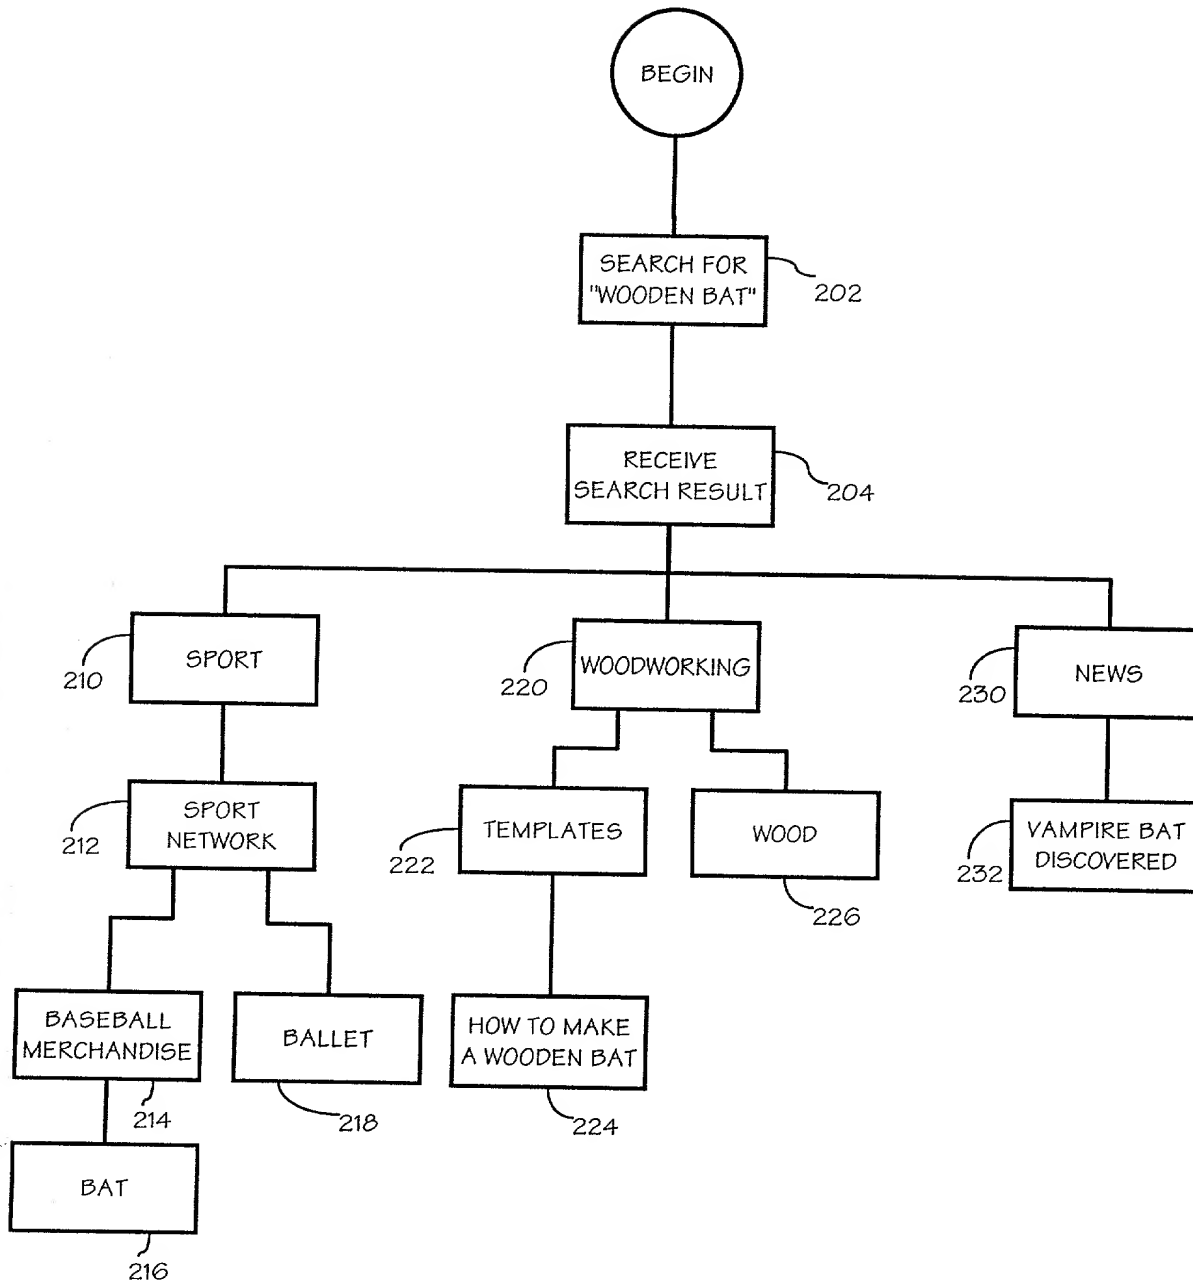 BEGIN
SEARCH FOR
"WOODEN BAT"
202
RECEIVE
SEARCH RESULT
204
SPORT
210
WOODWORKING
220
NEWS
230
SPORT
NETWORK
212
TEMPLATES
222
WOOD
226
VAMPIRE BAT
DISCOVERED
232
BASEBALL
MERCHANDISE
214
BALLET
218
HOW TO MAKE
A WOODEN BAT
224
BAT
216